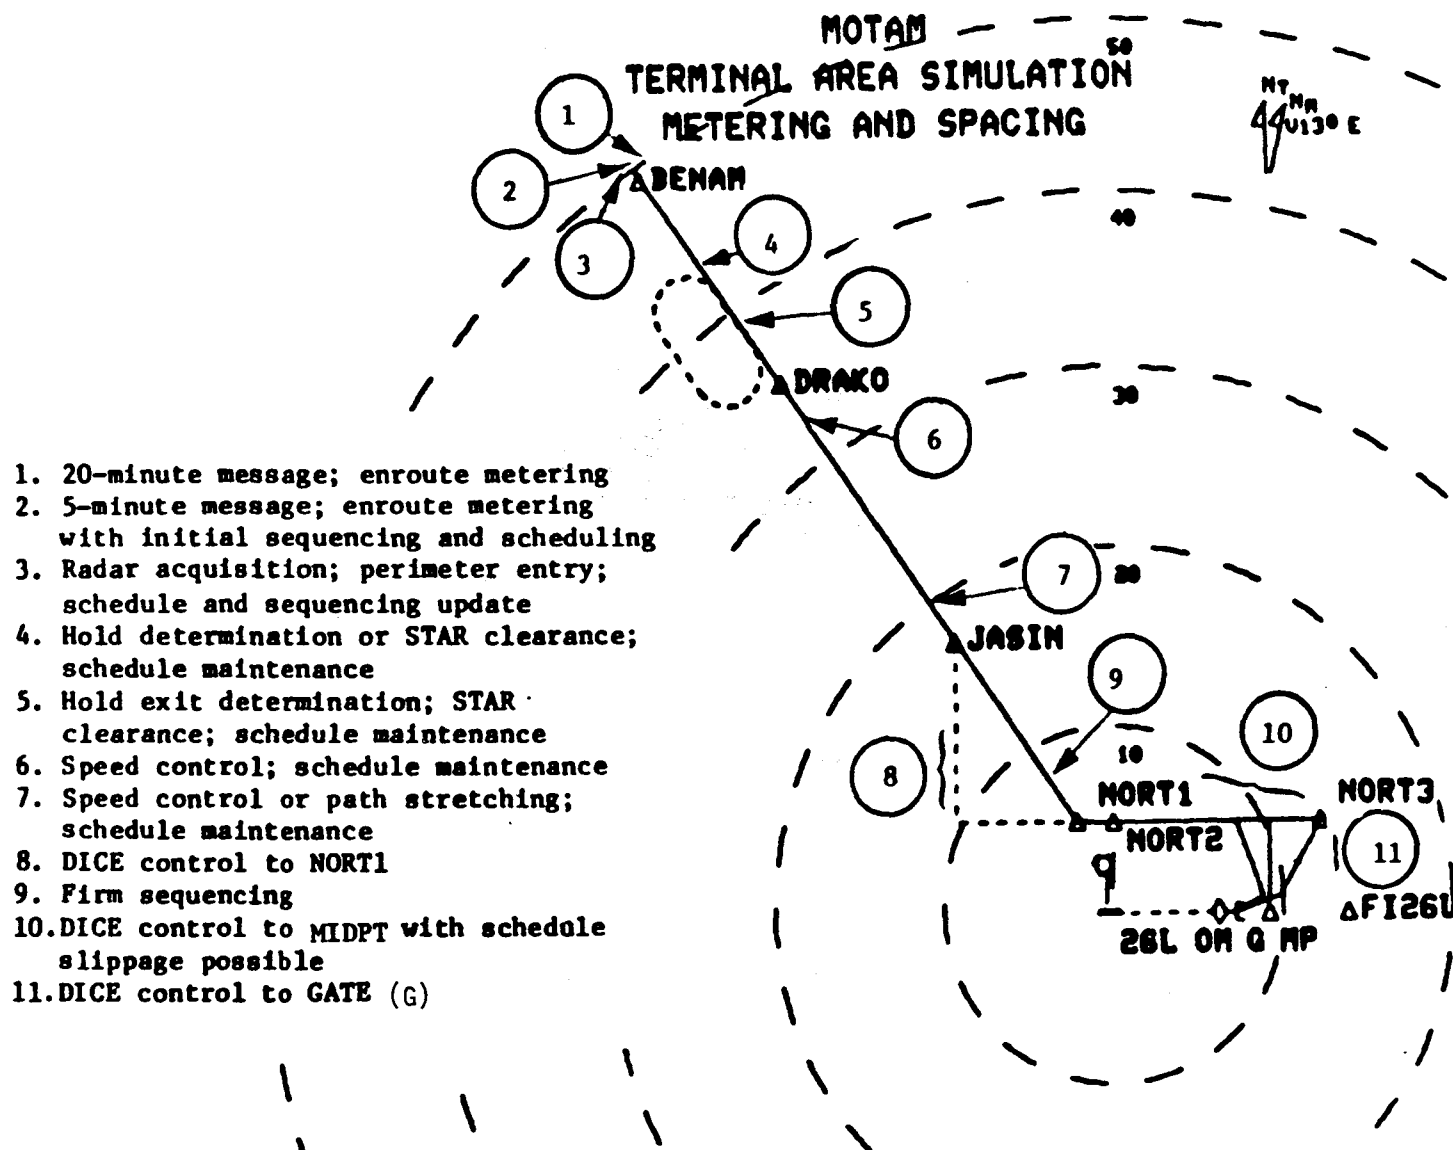 MOTAM
50
TERMINAL AREA SIMULATION
METERING AND SPACING
1
2
3
BENAM
4
40
5
DRAKO
30
6
1. 20-minute message; enroute metering
2. 5-minute message; enroute metering
with initial sequencing and scheduling
3. Radar acquisition; perimeter entry;
schedule and sequencing update
4. Hold determination or STAR clearance;
schedule maintenance
5. Hold exit determination; STAR
clearance; schedule maintenance
6. Speed control; schedule maintenance
7. Speed control or path stretching;
schedule maintenance
8. DICE control to NORT1
9. Firm sequencing
10.DICE control to MIDPT with schedule
slippage possible
11.DICE control to GATE (G)
7
20
JASIN
9
8
10
10
NORT1
NORT3
NORT2
11
26L OM G MP